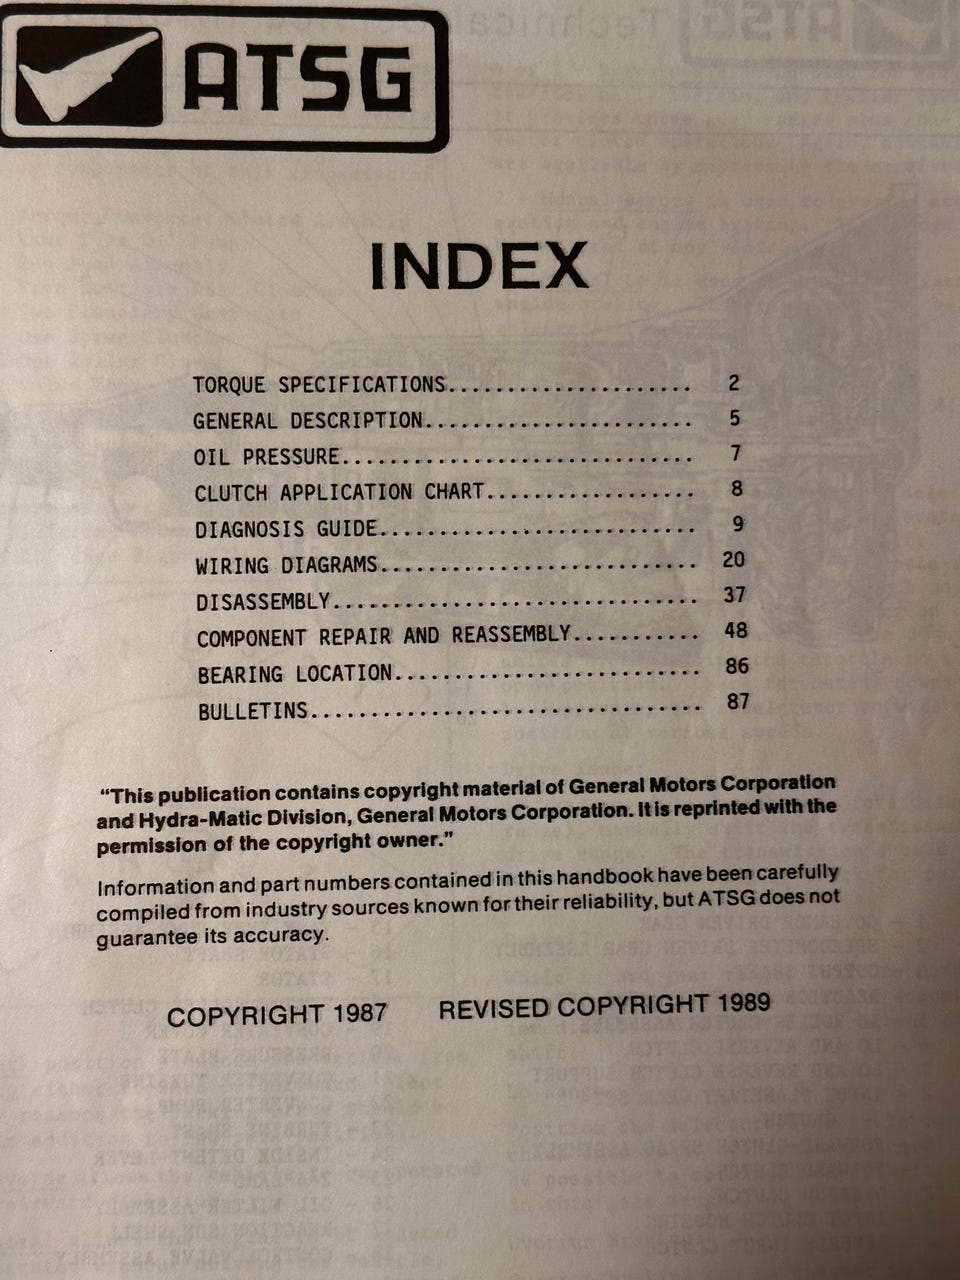 ATSG
INDEX
TORQUE SPECIFICATIONS..................... 2
GENERAL DESCRIPTION....................... 5
OIL PRESSURE.............................. 7
CLUTCH APPLICATION CHART.................. 8
DIAGNOSIS GUIDE........................... 9
WIRING DIAGRAMS........................... 20
DISASSEMBLY............................... 37
COMPONENT REPAIR AND REASSEMBLY........... 48
BEARING LOCATION.......................... 86
BULLETINS................................. 87
“This publication contains copyright material of General Motors Corporation
and Hydra-Matic Division, General Motors Corporation. It is reprinted with the
permission of the copyright owner.”
Information and part numbers contained in this handbook have been carefully
compiled from industry sources known for their reliability, but ATSG does not
guarantee its accuracy.
COPYRIGHT 1987 REVISED COPYRIGHT 1989